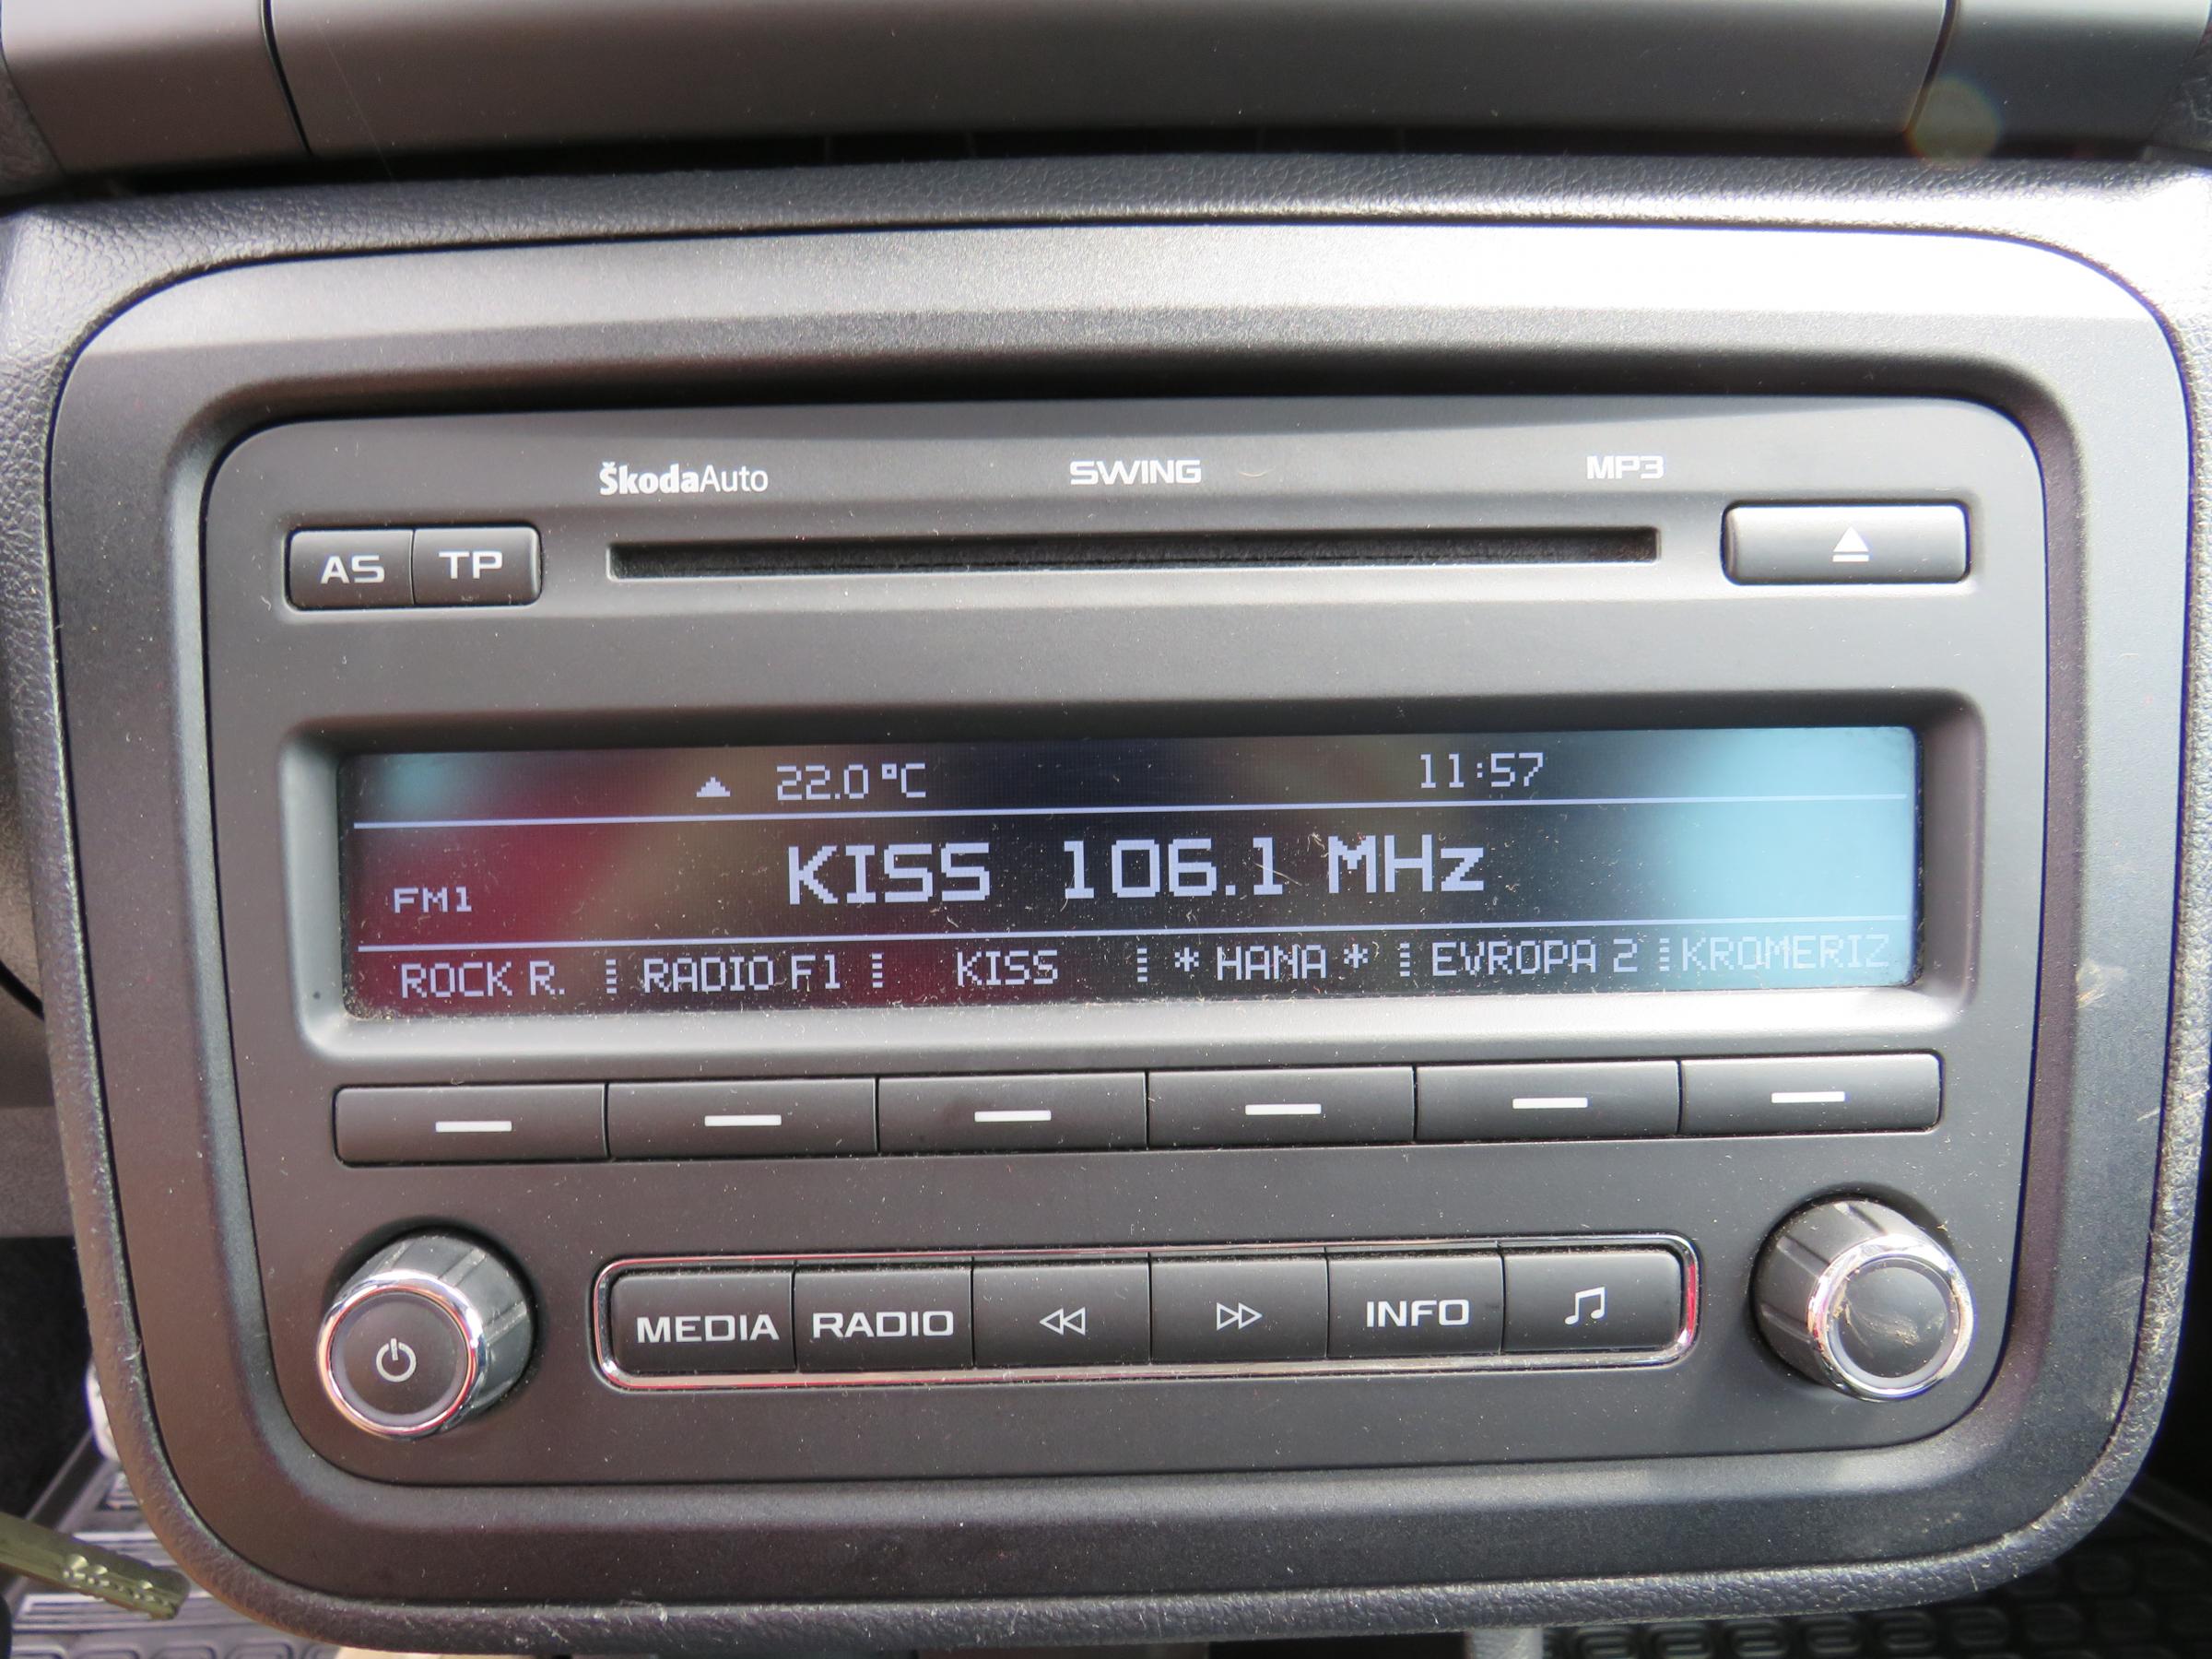 ŠkodaAuto SWING MP3
AS TP
22.0°C 11:57
FM1 KISS 106.1 MHz
ROCK R. RADIO F1 KISS * HANA * EVROPA 2 KROMERIZ
MEDIA RADIO INFO